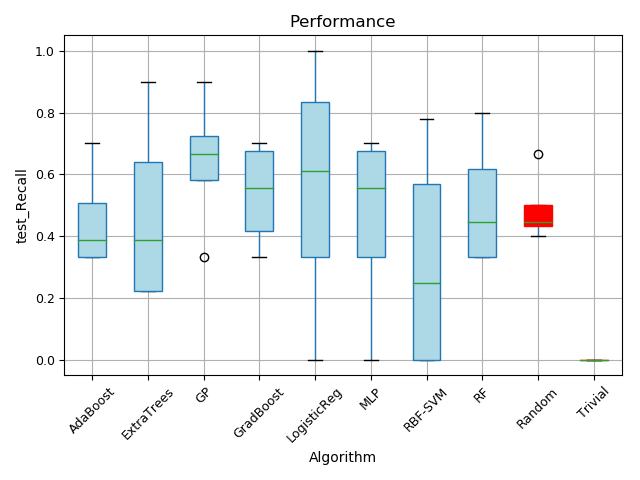 Performance
test_Recall
1.0
0.8
0.6
0.4
0.2
0.0
AdaBoost
ExtraTrees
GP
GradBoost
LogisticReg
MLP
RBF-SVM
RF
Random
Trivial
Algorithm